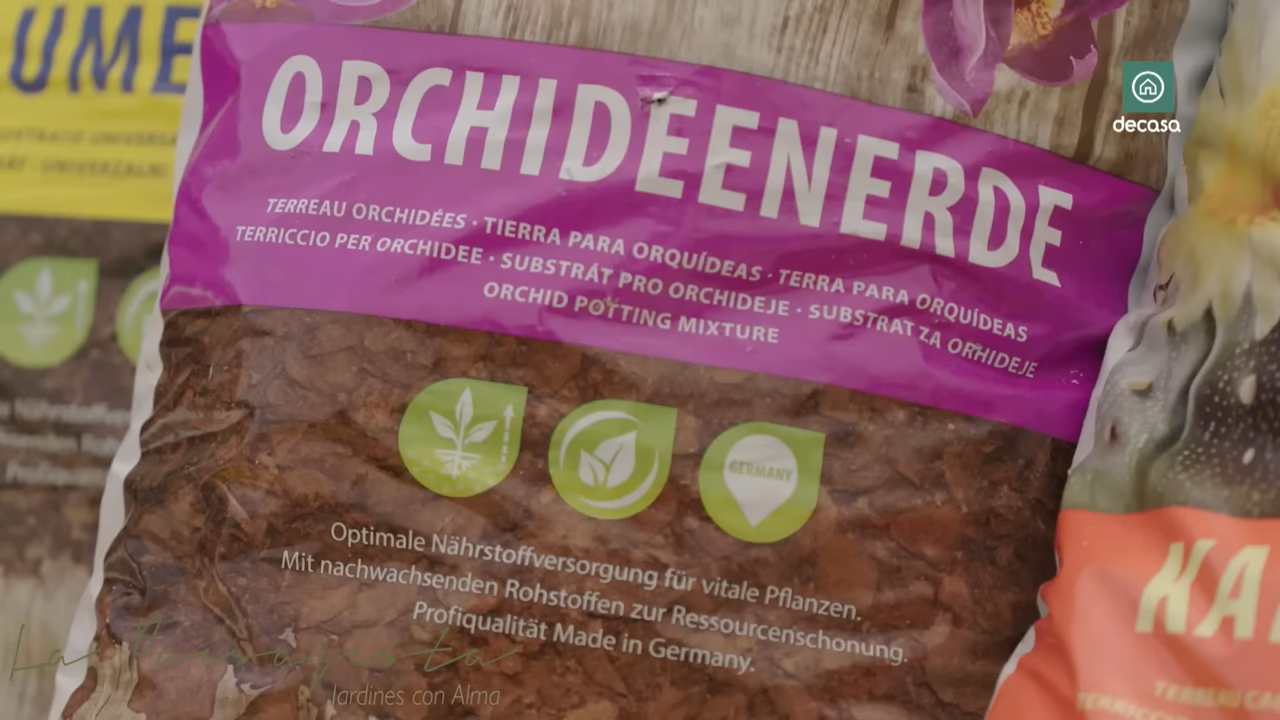 UME
decasa
ORCHIDEENERDE
TERREAU ORCHIDÉES · TIERRA PARA ORQUÍDEAS · TERRA PARA ORQUÍDEAS
TERRICCIO PER ORCHIDEE · SUBSTRÁT PRO ORCHIDEJE · SUBSTRAT ZA ORHIDEJE
ORCHID POTTING MIXTURE
GERMANY
Optimale Nährstoffversorgung für vitale Pflanzen.
Mit nachwachsenden Rohstoffen zur Ressourcenschonung.
Profiqualität Made in Germany.
KA
La Paisajista
Jardines con Alma